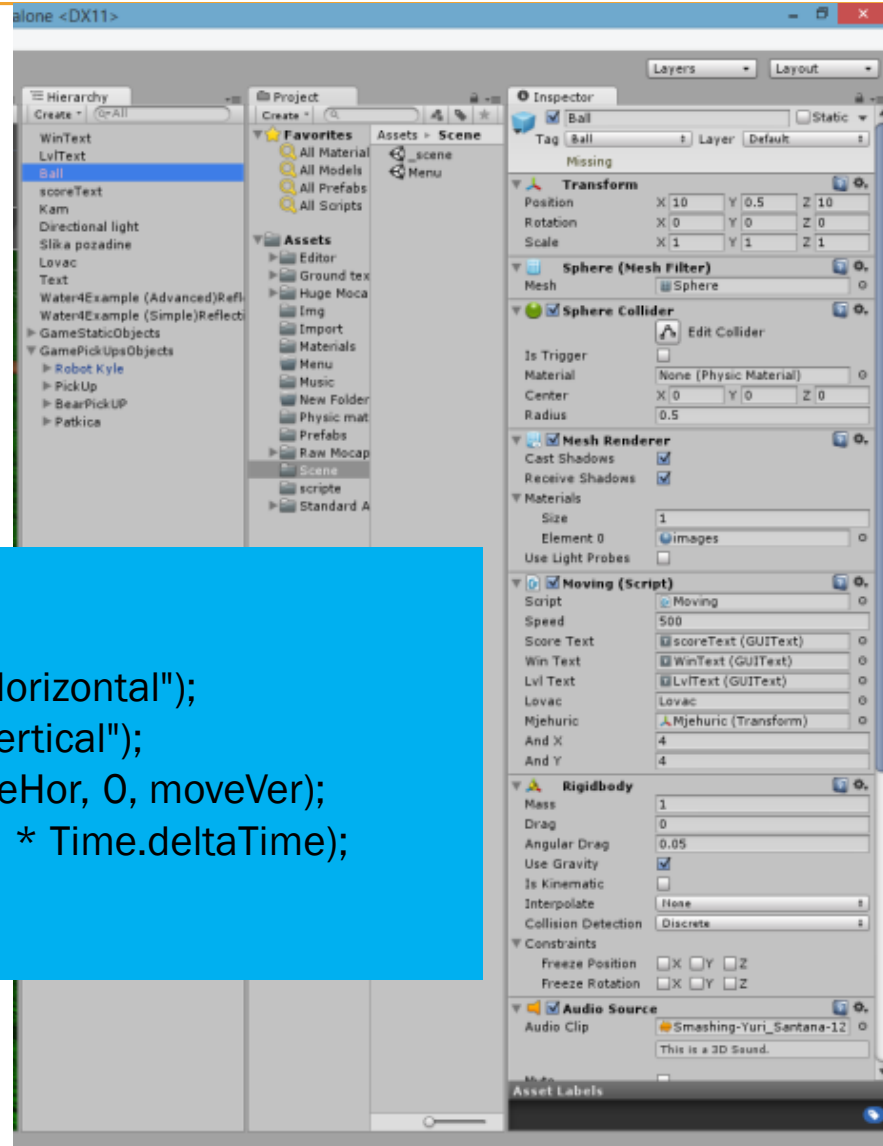 alone <DX11>
Layers
Layout
Hierarchy
Create
All
WinText
LvlText
Ball
scoreText
Kam
Directional light
Slika pozadine
Lovac
Text
Water4Example (Advanced)Refl
Water4Example (Simple)Reflecti
GameStaticObjects
GamePickUpsObjects
Robot Kyle
PickUp
BearPickUP
Patkica
Project
Create
Favorites
All Material
All Models
All Prefabs
All Scripts
Assets
Editor
Ground tex
Huge Moca
Img
Import
Materials
Menu
Music
New Folder
Physic mat
Prefabs
Raw Mocap
Scene
scripte
Standard A
Assets Scene
_scene
Menu
Inspector
Ball Static
Tag Ball Layer Default
Missing
Transform
Position X 10 Y 0.5 Z 10
Rotation X 0 Y 0 Z 0
Scale X 1 Y 1 Z 1
Sphere (Mesh Filter)
Mesh Sphere
Sphere Collider
Edit Collider
Is Trigger
Material None (Physic Material)
Center X 0 Y 0 Z 0
Radius 0.5
Mesh Renderer
Cast Shadows
Receive Shadows
Materials
Size 1
Element 0 images
Use Light Probes
Moving (Script)
Script Moving
Speed 500
Score Text scoreText (GUIText)
Win Text WinText (GUIText)
Lvl Text LvlText (GUIText)
Lovac Lovac
Mjehuric Mjehuric (Transform)
And X 4
And Y 4
Rigidbody
Mass 1
Drag 0
Angular Drag 0.05
Use Gravity
Is Kinematic
Interpolate None
Collision Detection Discrete
Constraints
Freeze Position X Y Z
Freeze Rotation X Y Z
Audio Source
Audio Clip Smashing-Yuri_Santana-12
This is a 3D Sound.
Asset Labels
orizontal");
ertical");
eHor, 0, moveVer);
* Time.deltaTime);